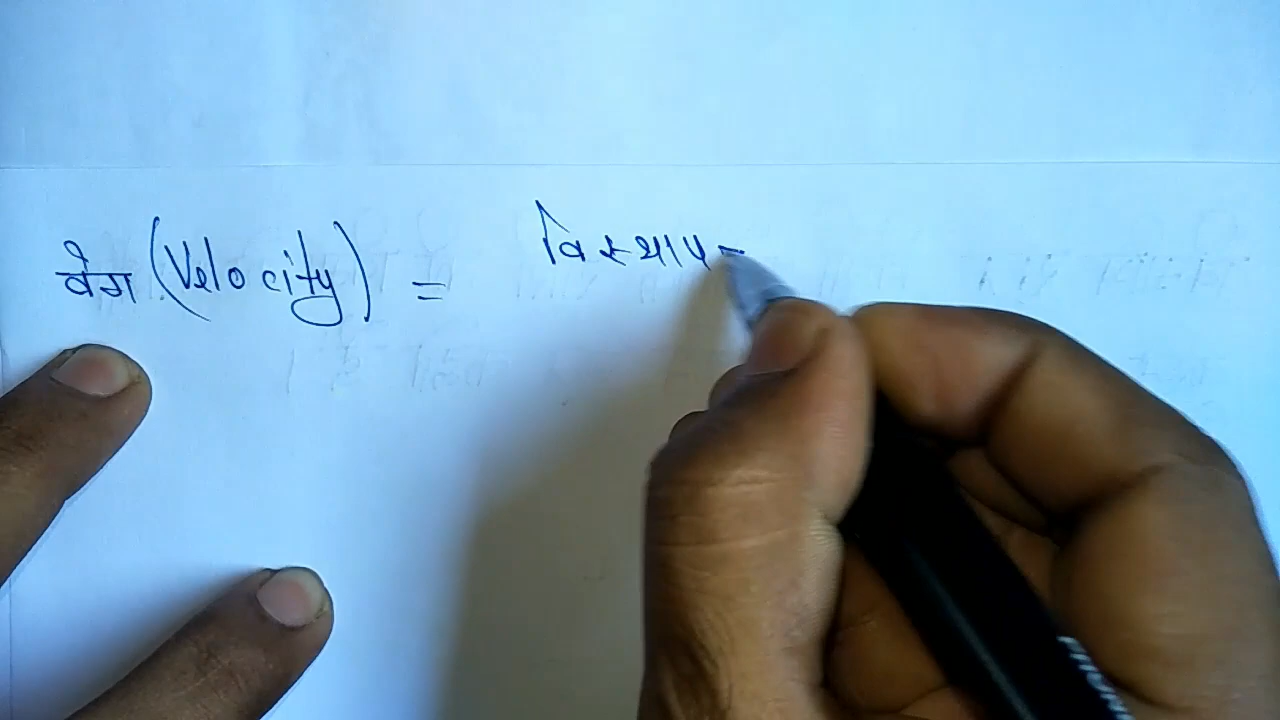 वेग (Velocity) = विस्थाप